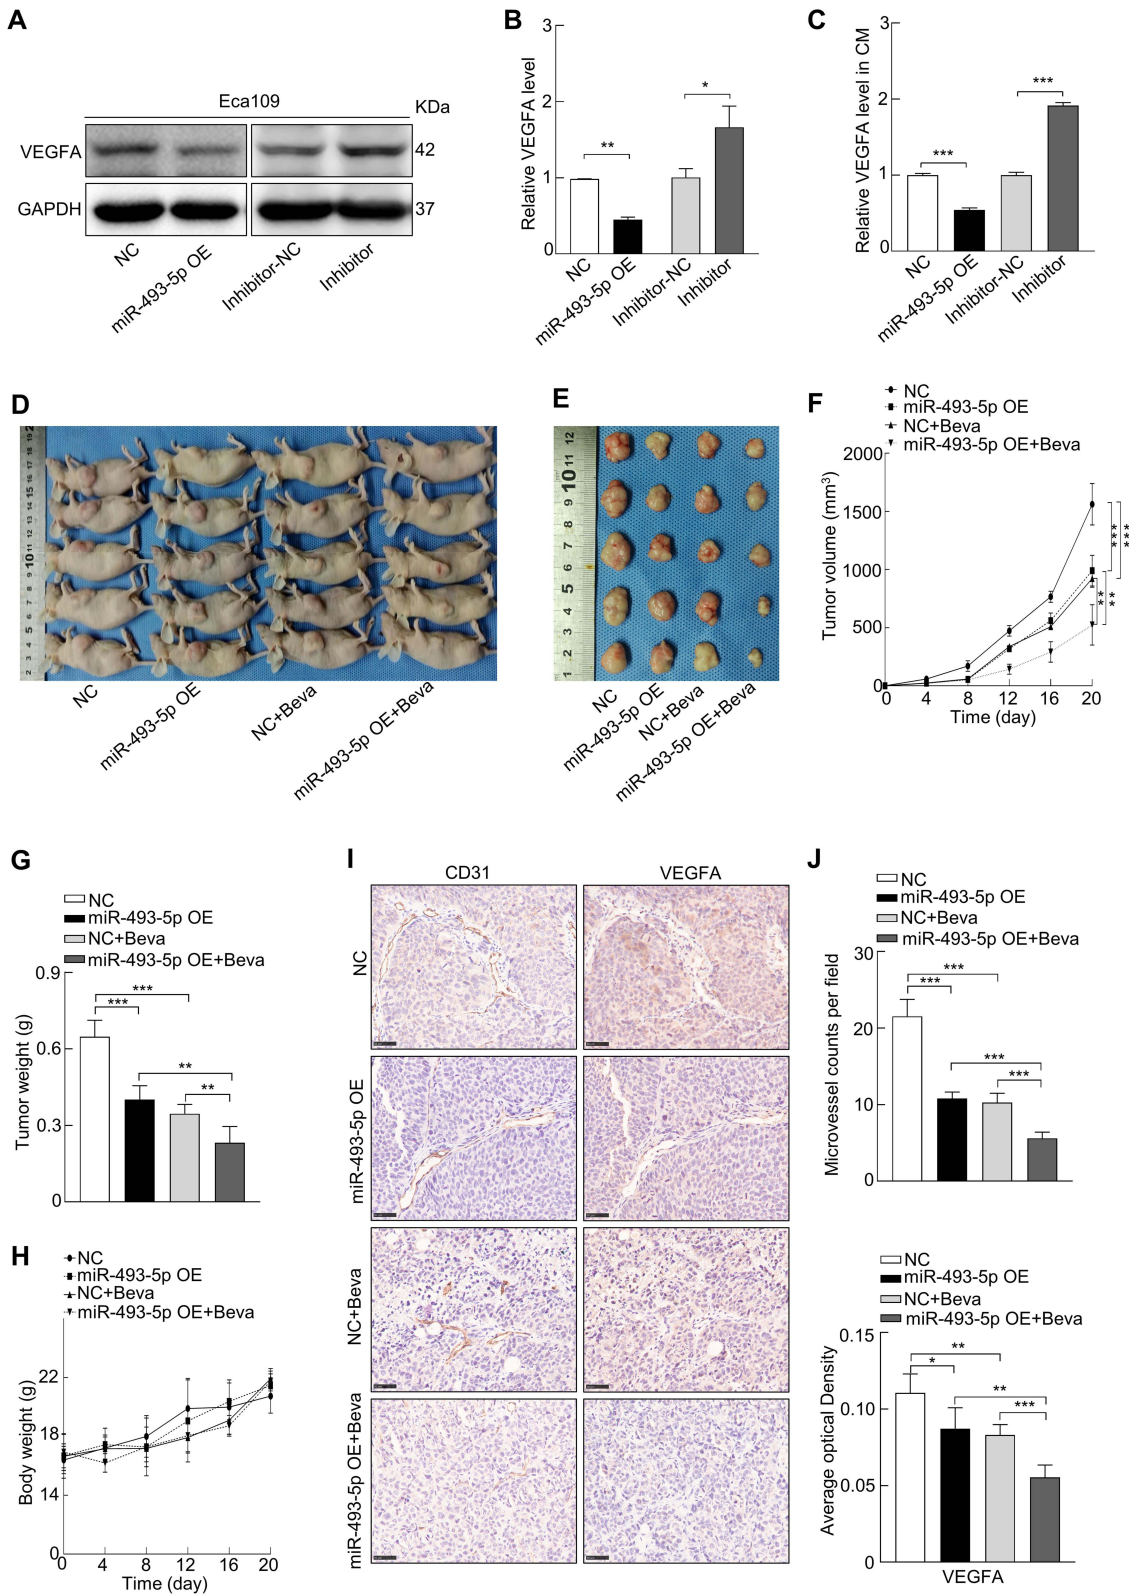 A
Eca109
KDa
VEGFA
42
GAPDH
37
NC
miR-493-5p OE
Inhibitor-NC
Inhibitor
B
Relative VEGFA level
3
2
1
0
**
*
NC
miR-493-5p OE
Inhibitor-NC
Inhibitor
C
Relative VEGFA level in CM
3
2
1
0
***
***
NC
miR-493-5p OE
Inhibitor-NC
Inhibitor
D
NC
miR-493-5p OE
NC+Beva
miR-493-5p OE+Beva
E
NC
miR-493-5p OE
NC+Beva
miR-493-5p OE+Beva
F
NC
miR-493-5p OE
NC+Beva
miR-493-5p OE+Beva
Tumor volume (mm3)
2000
1500
1000
500
0
0 4 8 12 16 20
Time (day)
***
***
**
**
G
NC
miR-493-5p OE
NC+Beva
miR-493-5p OE+Beva
Tumor weight (g)
0.9
0.6
0.3
0
***
***
**
**
H
NC
miR-493-5p OE
NC+Beva
miR-493-5p OE+Beva
Body weight (g)
22
18
14
0
0 4 8 12 16 20
Time (day)
I
CD31 VEGFA
NC
miR-493-5p OE
NC+Beva
miR-493-5p OE+Beva
J
NC
miR-493-5p OE
NC+Beva
miR-493-5p OE+Beva
Microvessel counts per field
30
20
10
0
***
***
***
***
NC
miR-493-5p OE
NC+Beva
miR-493-5p OE+Beva
Average optical Density
0.15
0.10
0.05
0
**
*
**
***
VEGFA